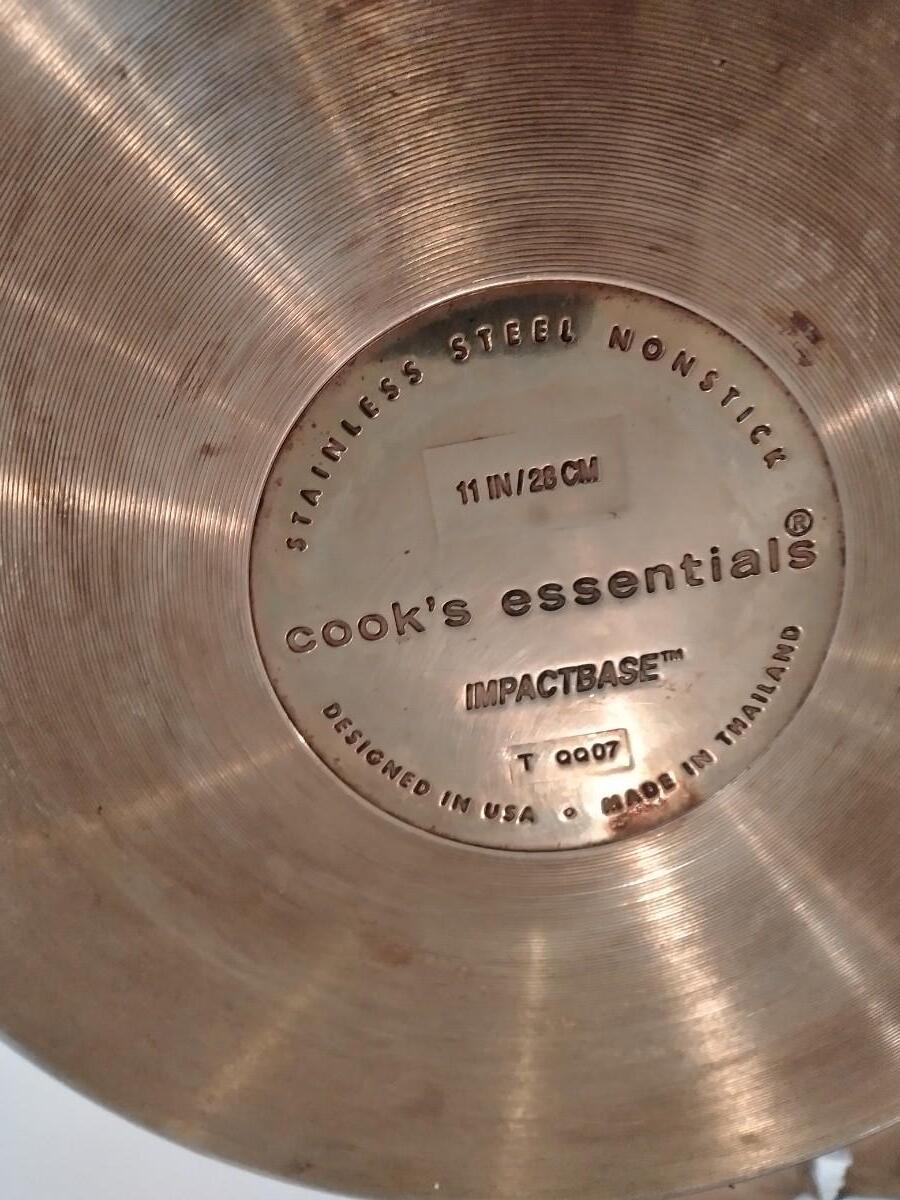 STAINLESS STEEL NONSTICK
11 IN/28 CM
cook's essentials®
IMPACTBASE™
T QQ07
DESIGNED IN USA • MADE IN THAILAND